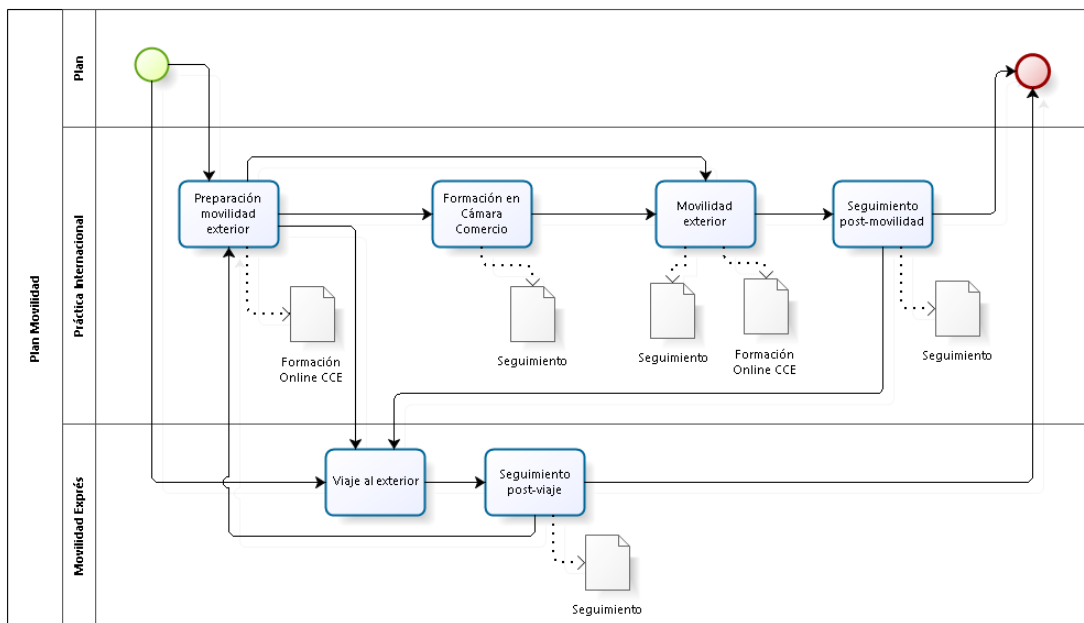 Plan Movilidad
Plan
Práctica Internacional
Preparación
movilidad
exterior
Formación en
Cámara
Comercio
Movilidad
exterior
Seguimiento
post-movilidad
Formación
Online CCE
Seguimiento
Seguimiento
Formación
Online CCE
Seguimiento
Movilidad Exprés
Viaje al exterior
Seguimiento
post-viaje
Seguimiento